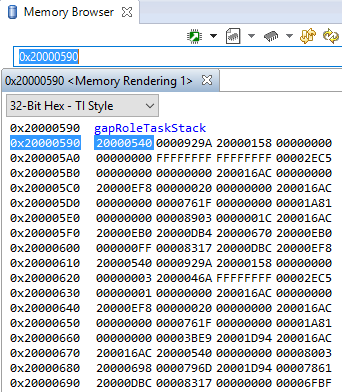 Memory Browser
0x20000590
0x20000590 <Memory Rendering 1>
32-Bit Hex - TI Style
0x20000590 gapRoleTaskStack
0x20000590 20000540 0000929A 20000158 00000000
0x200005A0 00000000 FFFFFFFF FFFFFFFF 00002EC5
0x200005B0 00000000 00000000 200016AC 00000000
0x200005C0 20000EF8 00000020 00000000 200016AC
0x200005D0 00000000 0000761F 00000000 00001A81
0x200005E0 00000000 00008903 0000001C 200016AC
0x200005F0 20000EB0 20000DB4 20000670 20000EB0
0x20000600 000000FF 00008317 20000DBC 20000EF8
0x20000610 20000540 0000929A 20000158 00000000
0x20000620 00000003 2000046A FFFFFFFF 00002EC5
0x20000630 00000001 00000000 200016AC 00000000
0x20000640 20000EF8 00000020 00000000 200016AC
0x20000650 00000000 0000761F 00000000 00001A81
0x20000660 00000000 00003BE9 20001D94 200016AC
0x20000670 200016AC 20000540 00000000 00008003
0x20000680 20000698 0000796D 20001D94 00007861
0x20000690 20000DBC 00008317 00000000 00006FBF